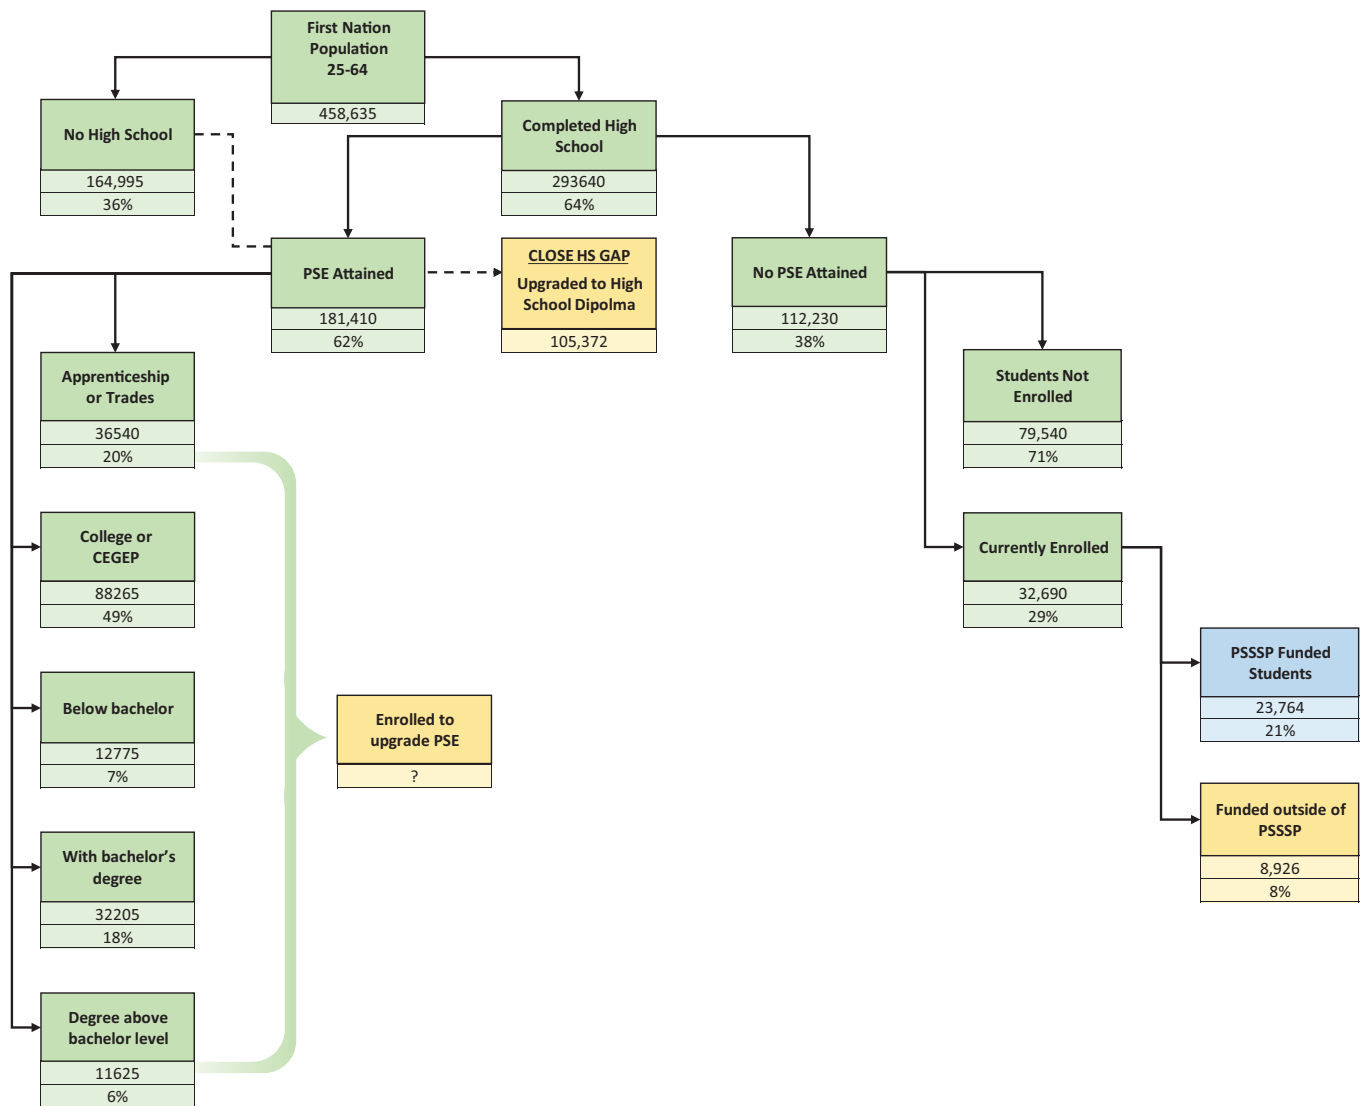 First Nation
Population
25-64
458,635
No High School
164,995
36%
Completed High
School
293640
64%
PSE Attained
181,410
62%
CLOSE HS GAP
Upgraded to High
School Dipolma
105,372
No PSE Attained
112,230
38%
Apprenticeship
or Trades
36540
20%
Students Not
Enrolled
79,540
71%
College or
CEGEP
88265
49%
Currently Enrolled
32,690
29%
Below bachelor
12775
7%
Enrolled to
upgrade PSE
?
PSSSP Funded
Students
23,764
21%
With bachelor's
degree
32205
18%
Funded outside of
PSSSP
8,926
8%
Degree above
bachelor level
11625
6%